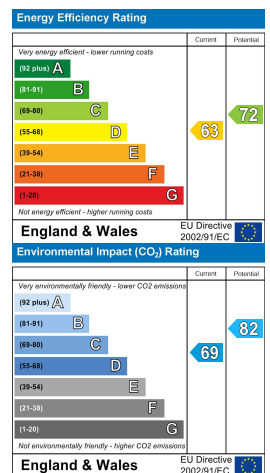 Energy Efficiency Rating
Current Potential
Very energy efficient - lower running costs
(92 plus) A
(81-91) B
(69-80) C
(55-68) D
(39-54) E
(21-38) F
(1-20) G
63
72
Not energy efficient - higher running costs
England & Wales
EU Directive
2002/91/EC
Environmental Impact (CO₂) Rating
Current Potential
Very environmentally friendly - lower CO2 emissions
(92 plus) A
(81-91) B
(69-80) C
(55-68) D
(39-54) E
(21-38) F
(1-20) G
69
82
Not environmentally friendly - higher CO2 emissions
England & Wales
EU Directive
2002/91/EC